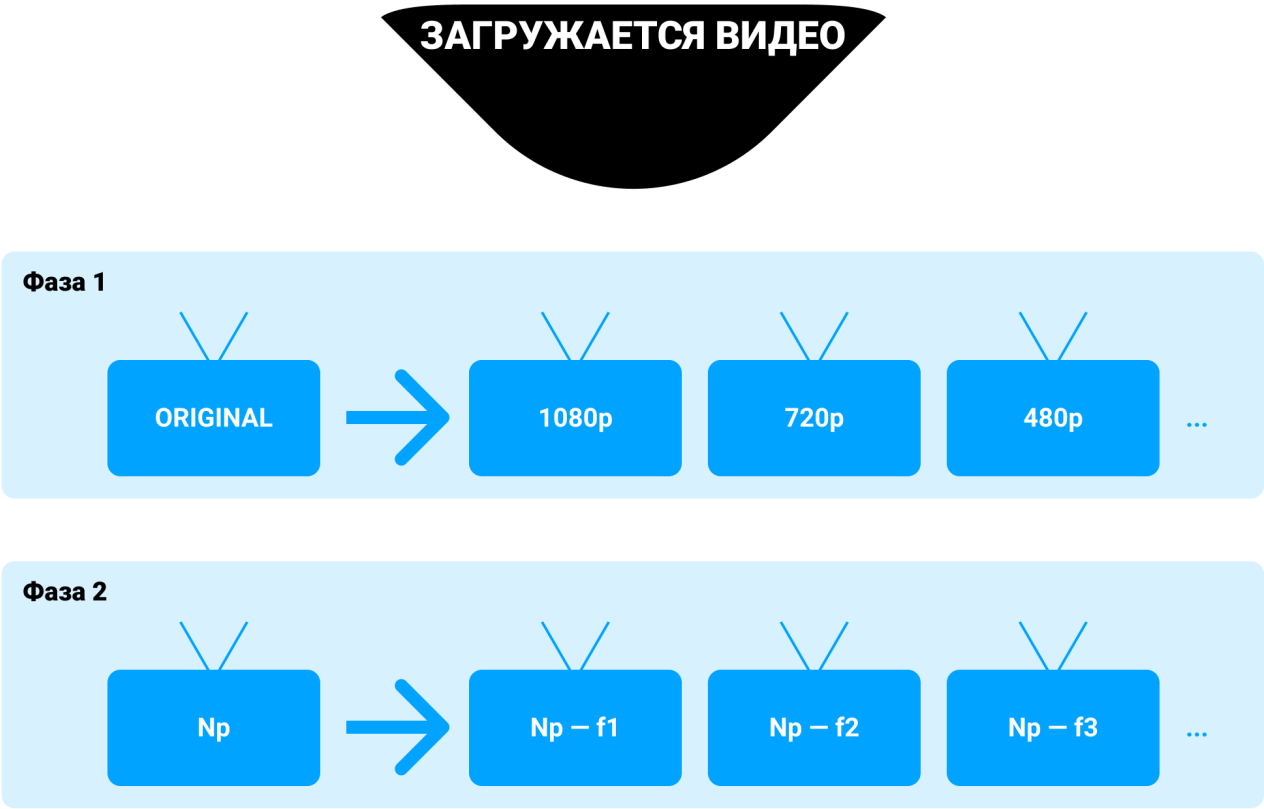 ЗАГРУЖАЕТСЯ ВИДЕО
Фаза 1
ORIGINAL
1080p
720p
480p
...
Фаза 2
Np
Np — f1
Np — f2
Np — f3
...